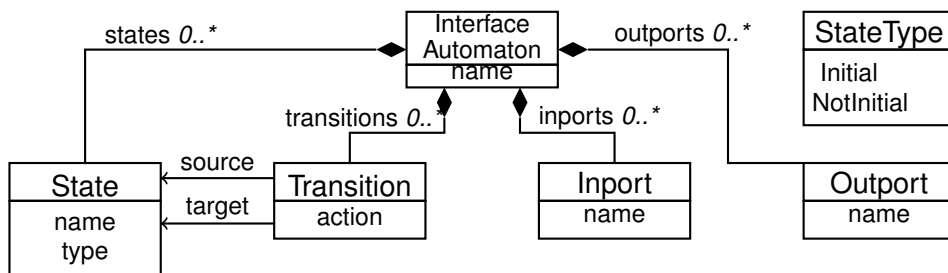 Interface
Automaton
name
states 0..*
outports 0..*
StateType
Initial
NotInitial
transitions 0..*
inports 0..*
source
target
State
name
type
Transition
action
Inport
name
Outport
name